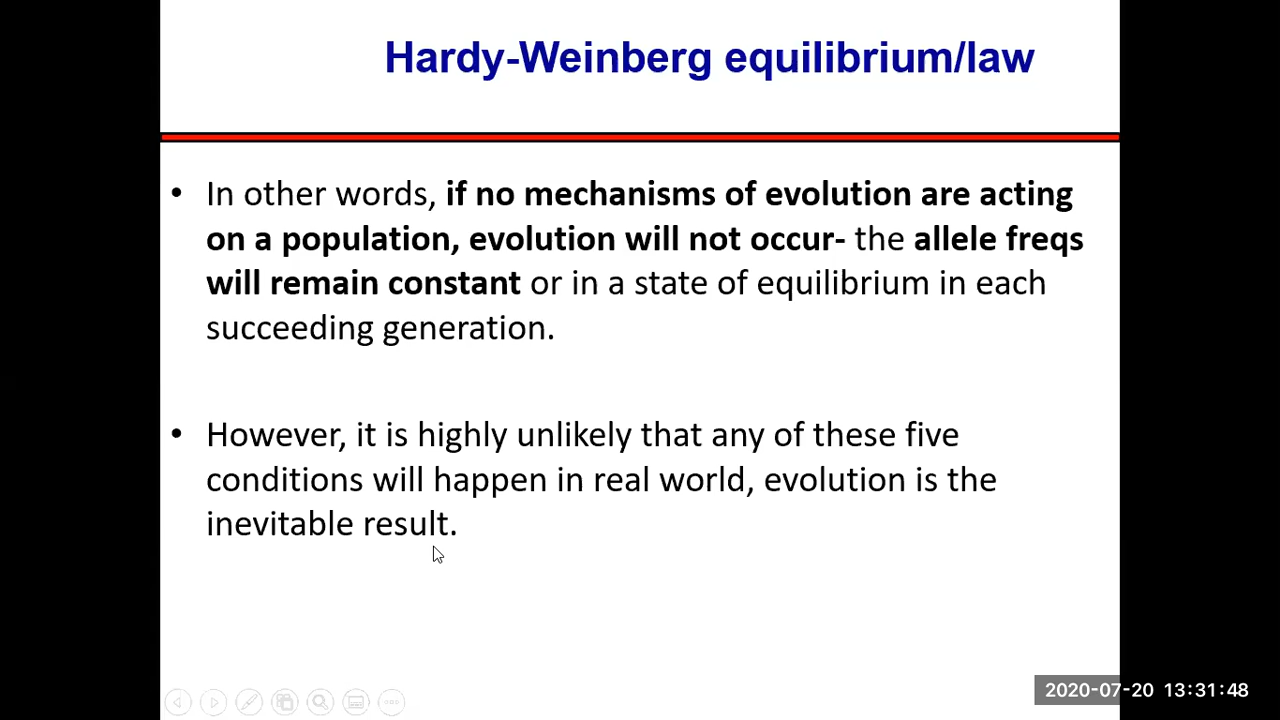 Hardy-Weinberg equilibrium/law
• In other words, if no mechanisms of evolution are acting
on a population, evolution will not occur- the allele freqs
will remain constant or in a state of equilibrium in each
succeeding generation.
• However, it is highly unlikely that any of these five
conditions will happen in real world, evolution is the
inevitable result.
2020-07-20 13:31:48